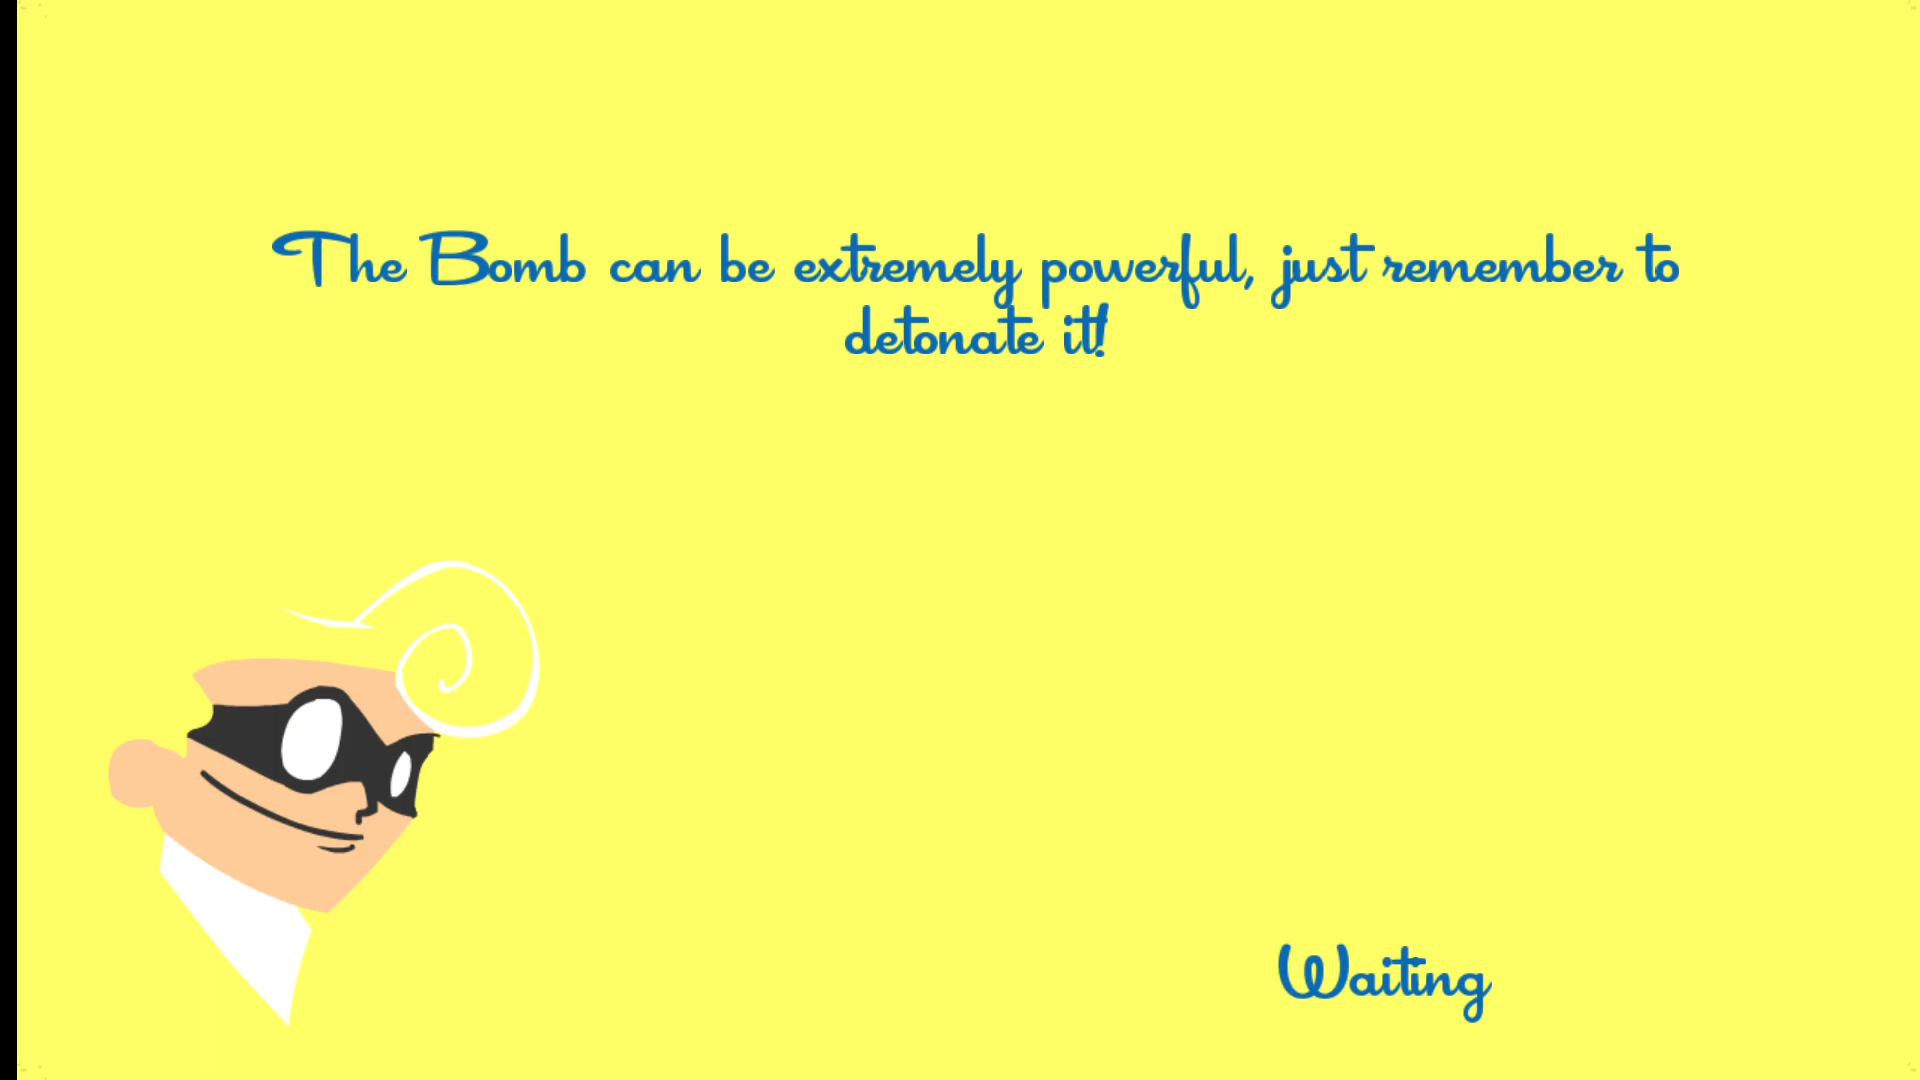 The Bomb can be extremely powerful, just remember to
detonate it!
Waiting